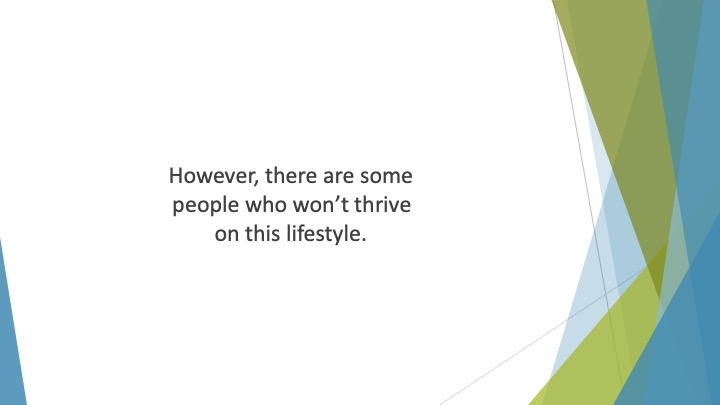 However, there are some
people who won’t thrive
on this lifestyle.